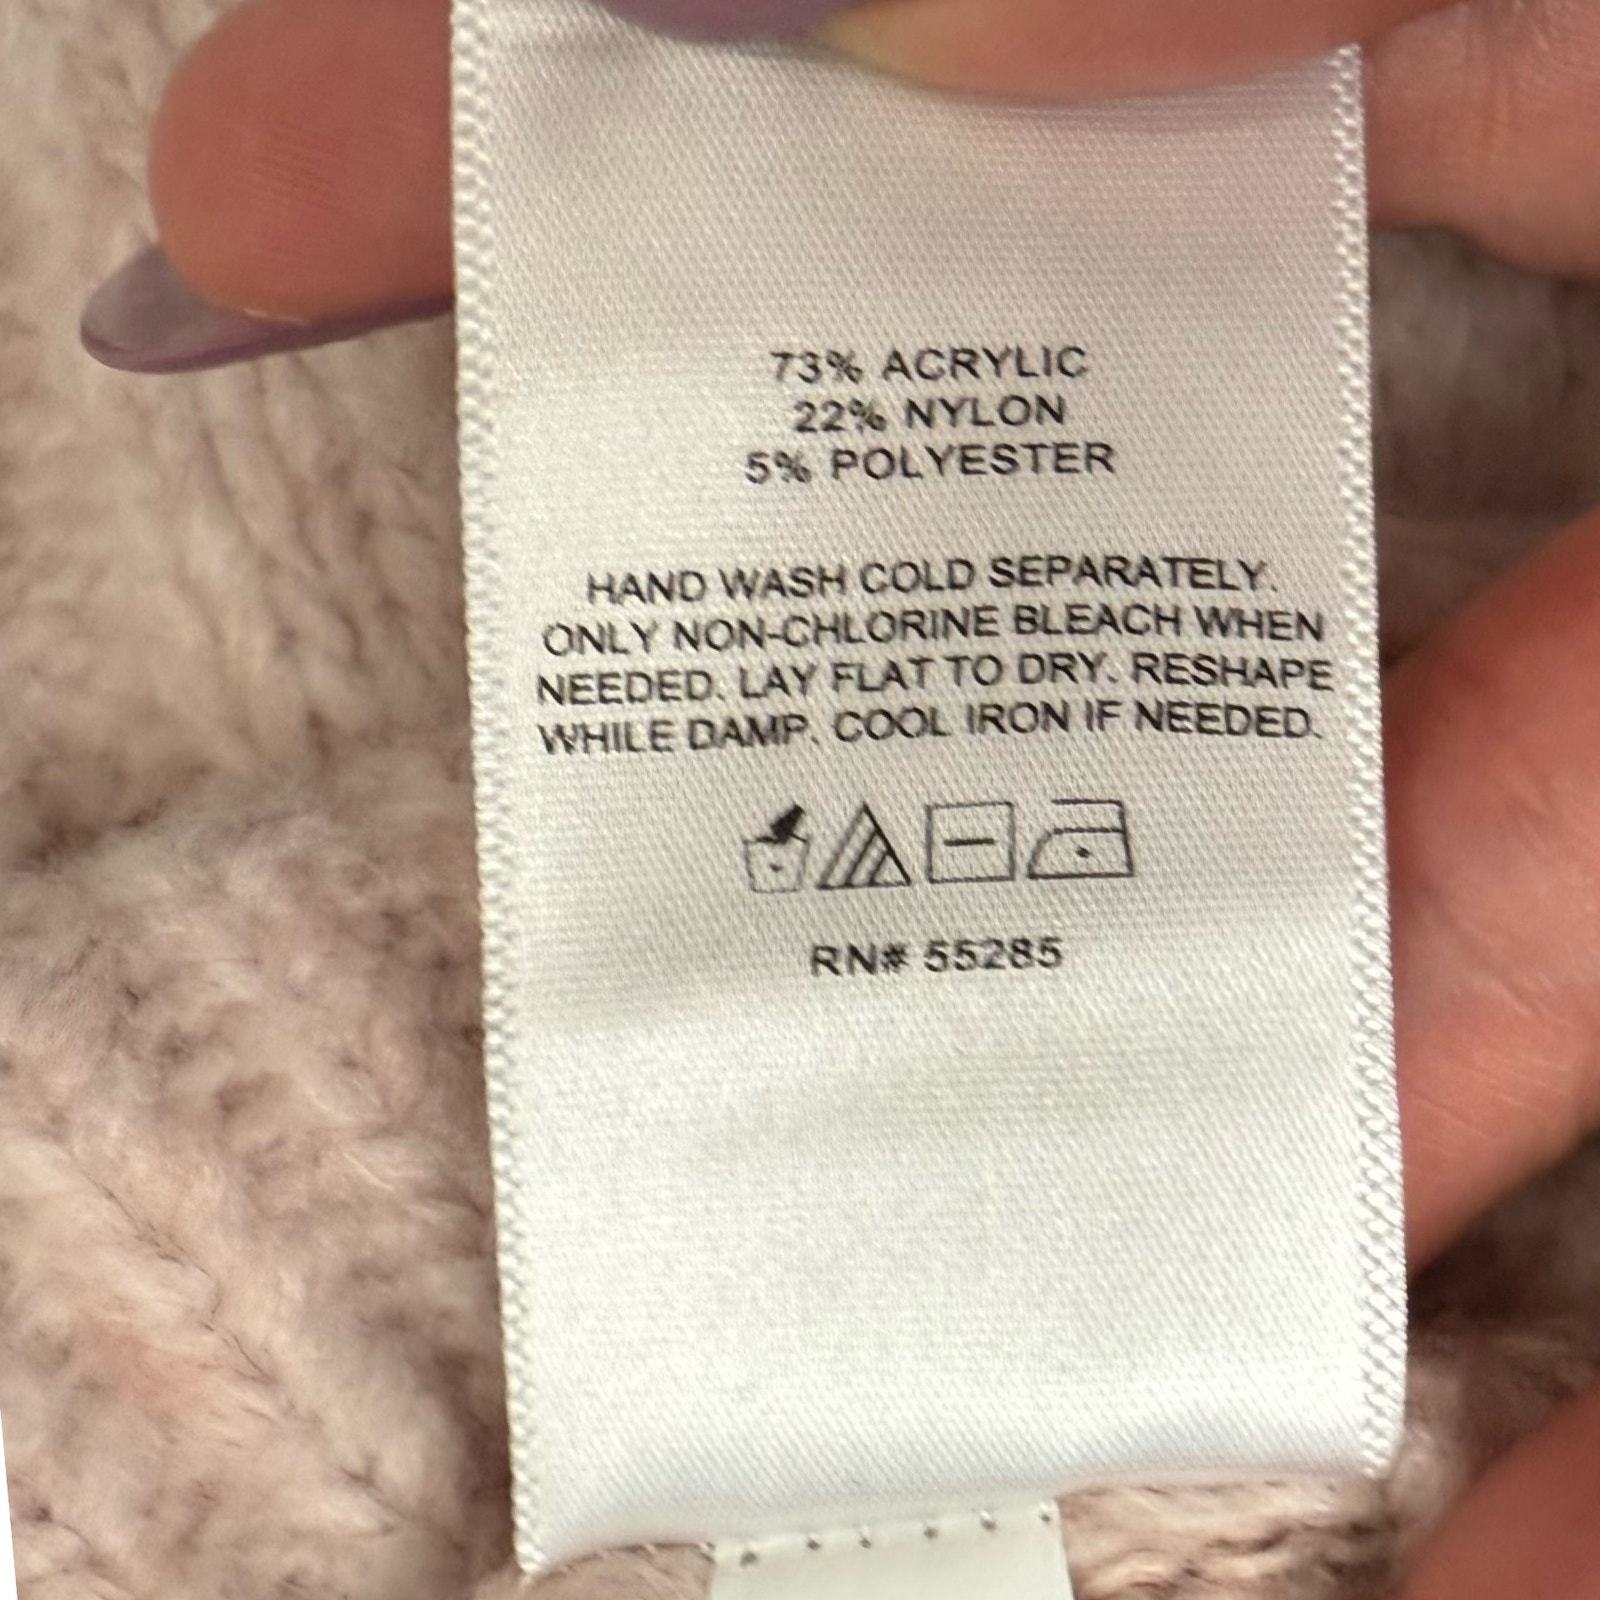 73% ACRYLIC
22% NYLON
5% POLYESTER
HAND WASH COLD SEPARATELY.
ONLY NON-CHLORINE BLEACH WHEN
NEEDED. LAY FLAT TO DRY. RESHAPE
WHILE DAMP. COOL IRON IF NEEDED.
RN# 55285